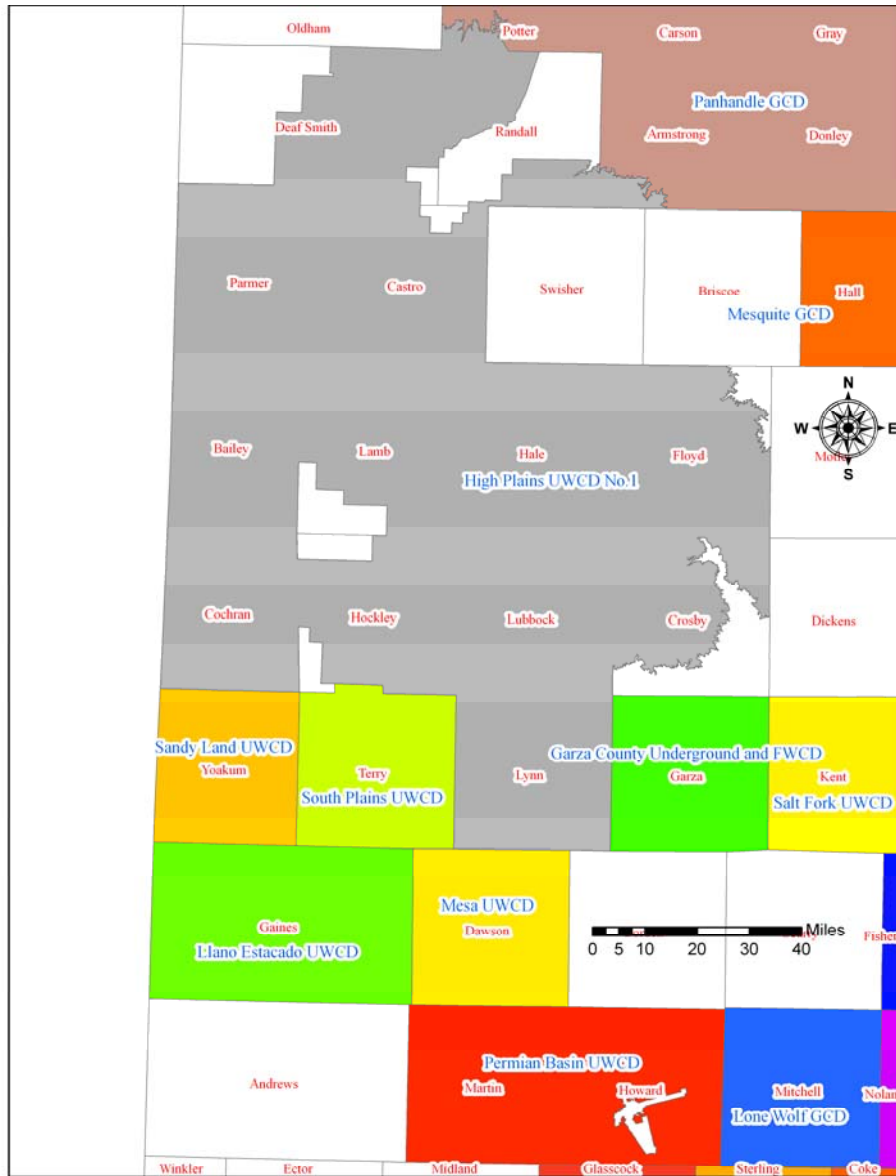 Oldham
Potter
Carson
Gray
Panhandle GCD
Deaf Smith
Randall
Armstrong
Donley
Parmer
Castro
Swisher
Briscoe
Hall
Mesquite GCD
N
W
E
S
Bailey
Lamb
Hale
Floyd
High Plains UWCD No.1
Cochran
Hockley
Lubbock
Crosby
Dickens
Sandy Land UWCD
Yoakum
Terry
South Plains UWCD
Lynn
Garza County Underground and FWCD
Garza
Kent
Salt Fork UWCD
Mesa UWCD
Dawson
Gaines
Llano Estacado UWCD
Miles
0 5 10 20 30 40
Fisher
Permian Basin UWCD
Andrews
Martin
Howard
Mitchell
Nolan
Lone Wolf GCD
Winkler
Ector
Midland
Glasscock
Sterling
Coke